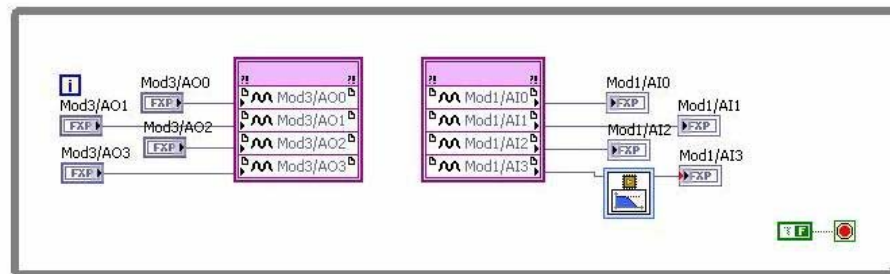 i
Mod3/AO0
FXP
Mod3/AO1
FXP
Mod3/AO2
FXP
Mod3/AO3
FXP
?! ?!
Mod3/AO0
Mod3/AO1
Mod3/AO2
Mod3/AO3
?! ?!
Mod1/AI0
Mod1/AI1
Mod1/AI2
Mod1/AI3
Mod1/AI0
FXP
Mod1/AI1
FXP
Mod1/AI2
FXP
Mod1/AI3
FXP
F